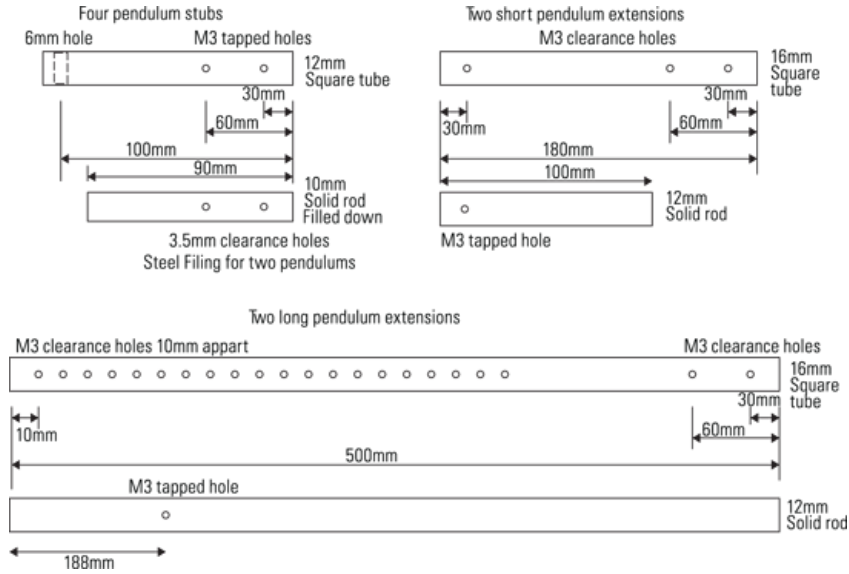 Four pendulum stubs
6mm hole
M3 tapped holes
12mm
Square tube
30mm
60mm
100mm
90mm
10mm
Solid rod
Filled down
3.5mm clearance holes
Steel Filing for two pendulums
Two short pendulum extensions
M3 clearance holes
16mm
Square
tube
30mm
30mm
60mm
180mm
100mm
12mm
Solid rod
M3 tapped hole
Two long pendulum extensions
M3 clearance holes 10mm appart
M3 clearance holes
16mm
Square
tube
30mm
10mm
60mm
500mm
M3 tapped hole
12mm
Solid rod
188mm